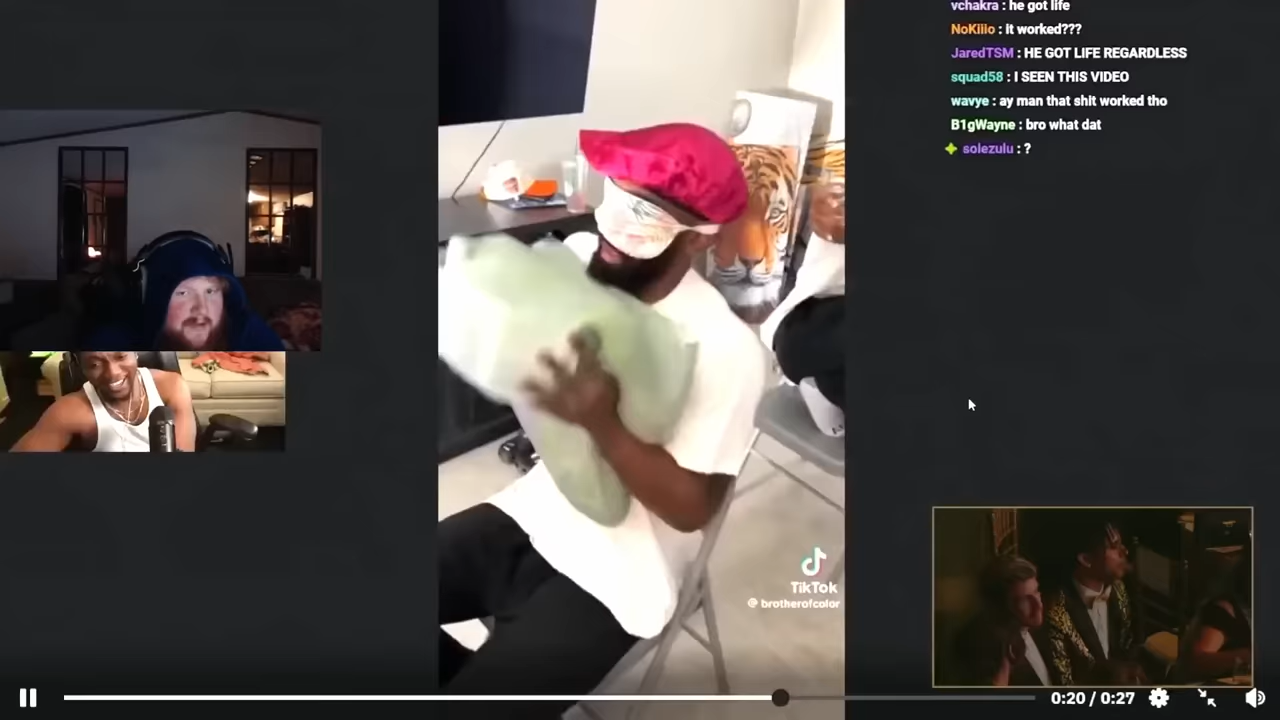 vchakra : he got life
NoKiiio : it worked???
JaredTSM : HE GOT LIFE REGARDLESS
squad58 : I SEEN THIS VIDEO
wavye : ay man that shit worked tho
B1gWayne : bro what dat
solezulu : ?
TikTok
@ brotherofcolor
0:20 / 0:27